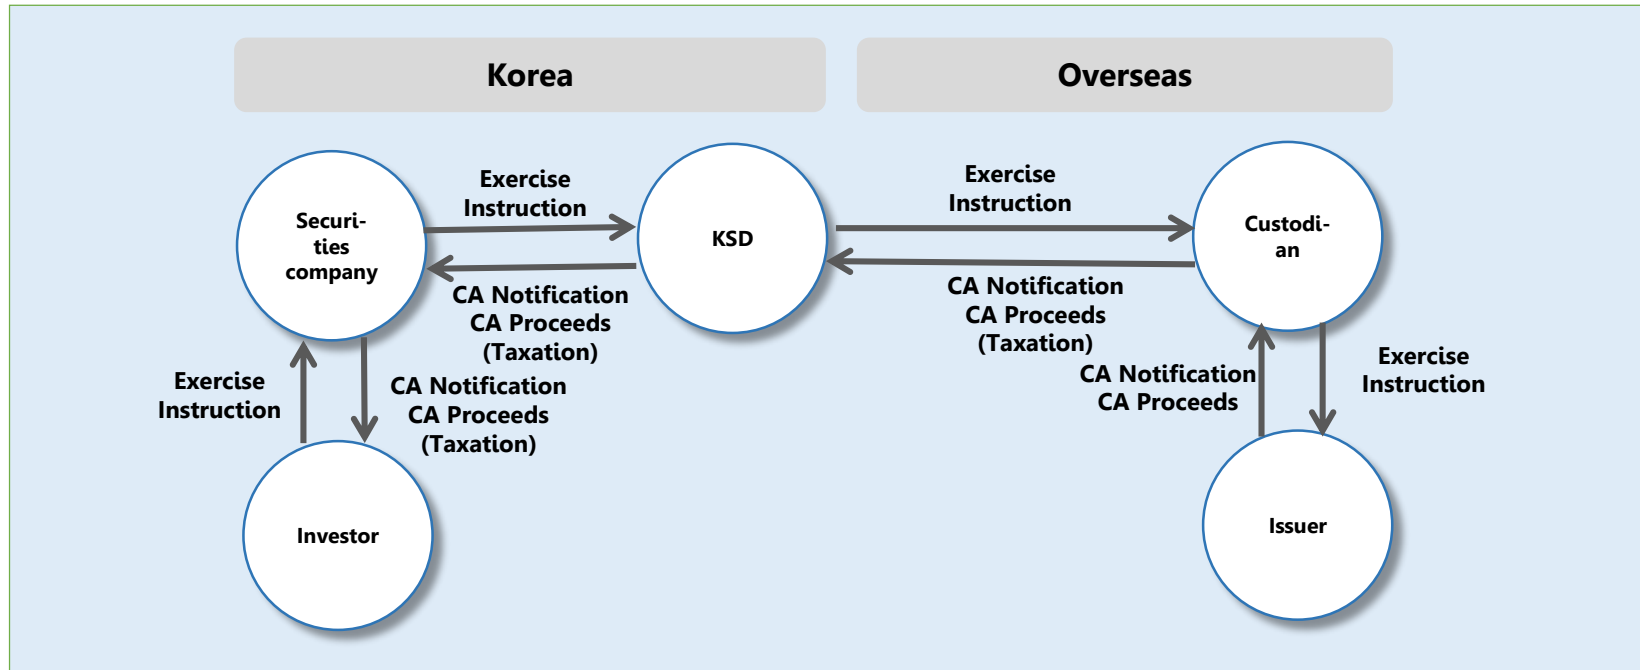 Korea
Overseas
Exercise
Instruction
Exercise
Instruction
Securi-
ties
company
KSD
Custodi-
an
CA Notification
CA Proceeds
(Taxation)
CA Notification
CA Proceeds
(Taxation)
Exercise
Instruction
CA Notification
CA Proceeds
(Taxation)
CA Notification
CA Proceeds
Exercise
Instruction
Investor
Issuer